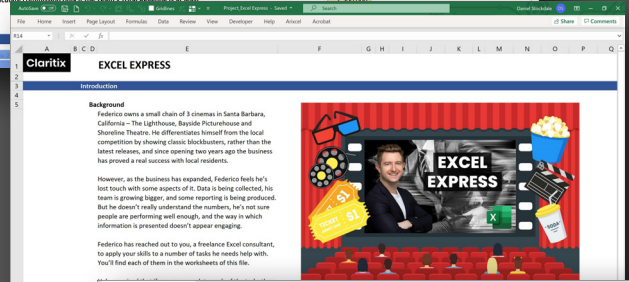 AutoSave
Gridlines
Project_Excel Express - Saved
Search
Daniel Stockdale
File Home Insert Page Layout Formulas Data Review View Developer Help Arixcel Acrobat
Share Comments
R14
fx
A B C D E F G H I J K L M N O P Q
1 Claritix EXCEL EXPRESS
2
3 Introduction
4
5 Background
Federico owns a small chain of 3 cinemas in Santa Barbara,
California – The Lighthouse, Bayside Picturehouse and
Shoreline Theatre. He differentiates himself from the local
competition by showing classic blockbusters, rather than the
latest releases, and since opening two years ago the business
has proved a real success with local residents.
However, as the business has expanded, Federico feels he's
lost touch with some aspects of it. Data is being collected, his
team is growing bigger, and some reporting is being produced.
But he doesn't really understand the numbers, he's not sure
people are performing well enough, and the way in which
information is presented doesn't appear engaging.
Federico has reached out to you, a freelance Excel consultant,
to apply your skills to a number of tasks he needs help with.
You'll find each of them in the worksheets of this file.
EXCEL
EXPRESS
X
TICKET
$1
$1